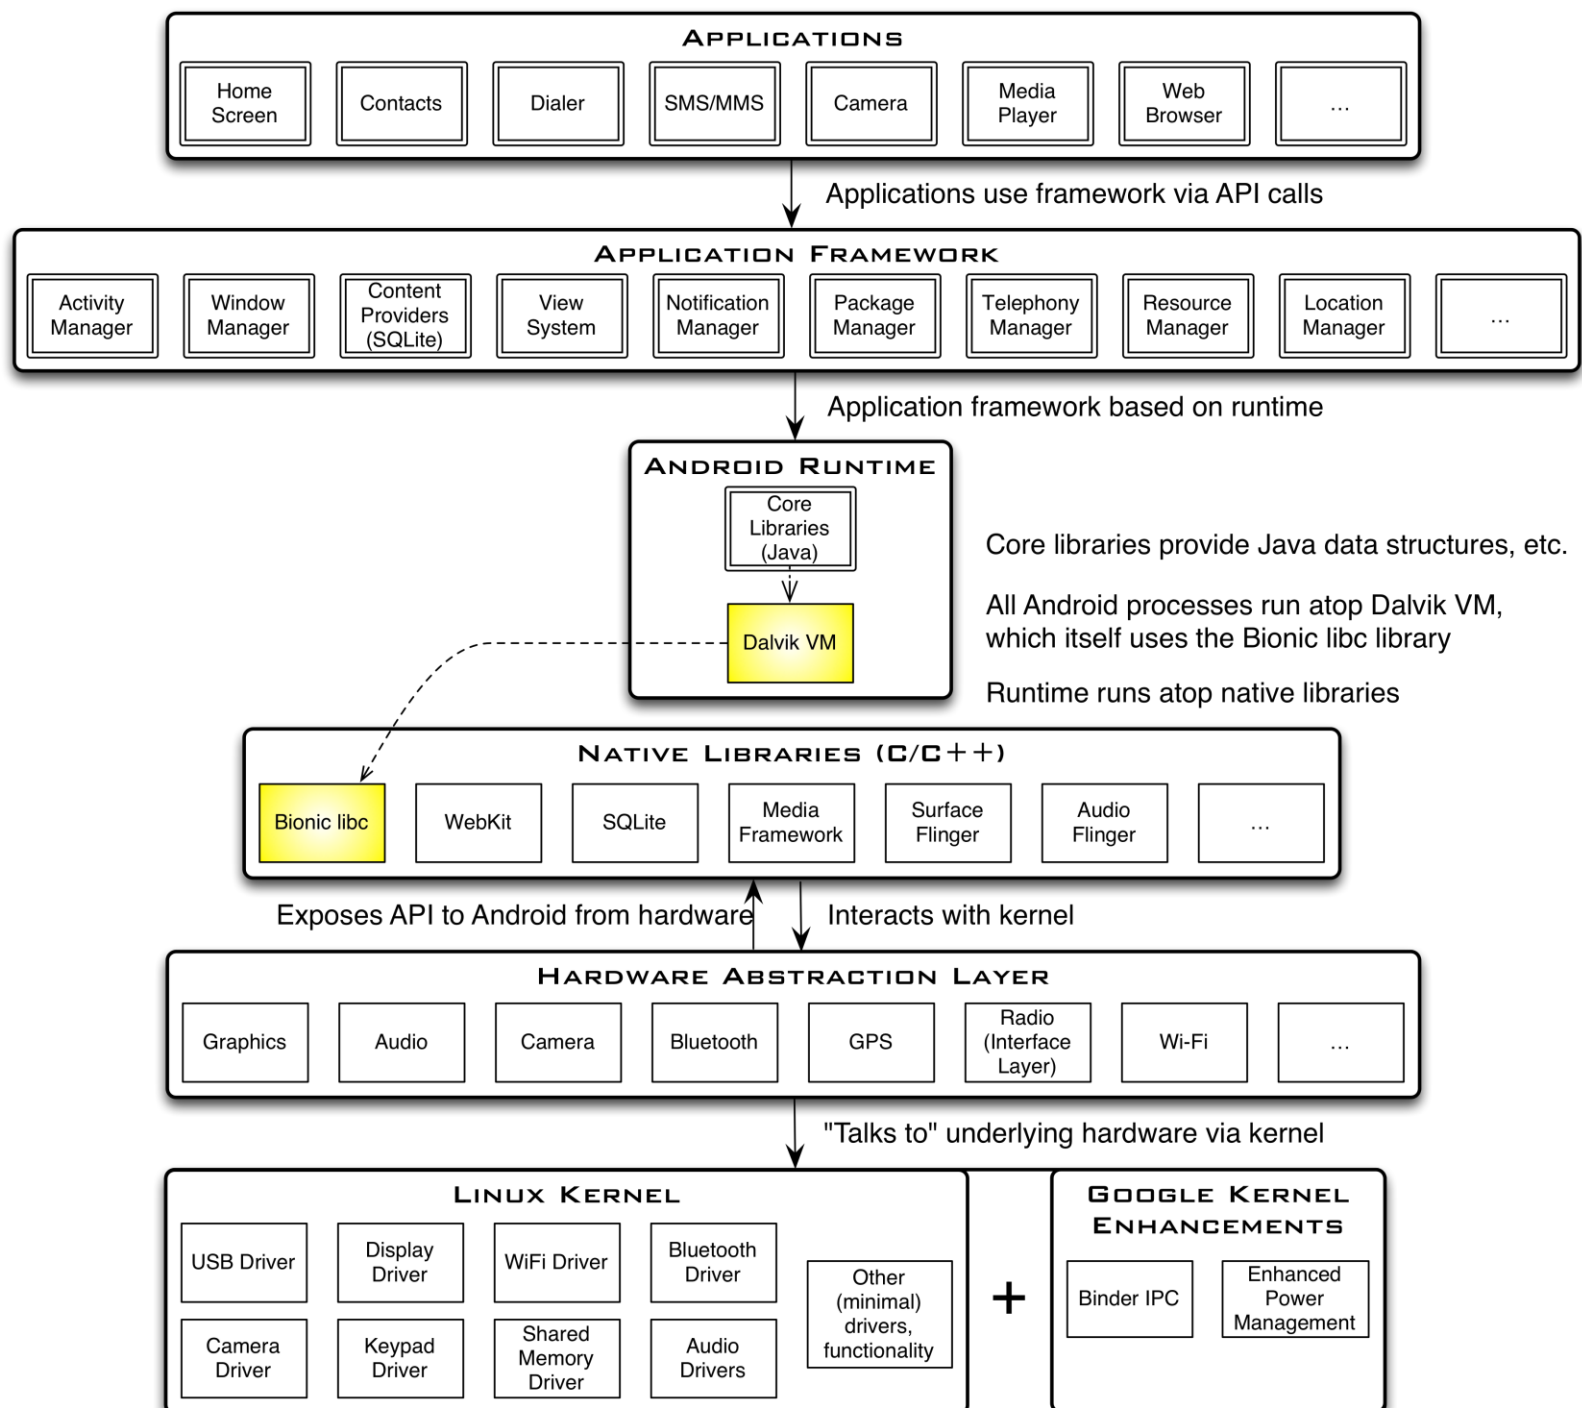 APPLICATIONS
Home
Screen
Contacts
Dialer
SMS/MMS
Camera
Media
Player
Web
Browser
...
Applications use framework via API calls
APPLICATION FRAMEWORK
Activity
Manager
Window
Manager
Content
Providers
(SQLite)
View
System
Notification
Manager
Package
Manager
Telephony
Manager
Resource
Manager
Location
Manager
...
Application framework based on runtime
ANDROID RUNTIME
Core
Libraries
(Java)
Core libraries provide Java data structures, etc.
All Android processes run atop Dalvik VM,
which itself uses the Bionic libc library
Dalvik VM
Runtime runs atop native libraries
NATIVE LIBRARIES (C/C++)
Bionic libc
WebKit
SQLite
Media
Framework
Surface
Flinger
Audio
Flinger
...
Exposes API to Android from hardware
Interacts with kernel
HARDWARE ABSTRACTION LAYER
Graphics
Audio
Camera
Bluetooth
GPS
Radio
(Interface
Layer)
Wi-Fi
...
"Talks to" underlying hardware via kernel
LINUX KERNEL
USB Driver
Display
Driver
WiFi Driver
Bluetooth
Driver
Camera
Driver
Keypad
Driver
Shared
Memory
Driver
Audio
Drivers
Other
(minimal)
drivers,
functionality
+
GOOGLE KERNEL
ENHANCEMENTS
Binder IPC
Enhanced
Power
Management